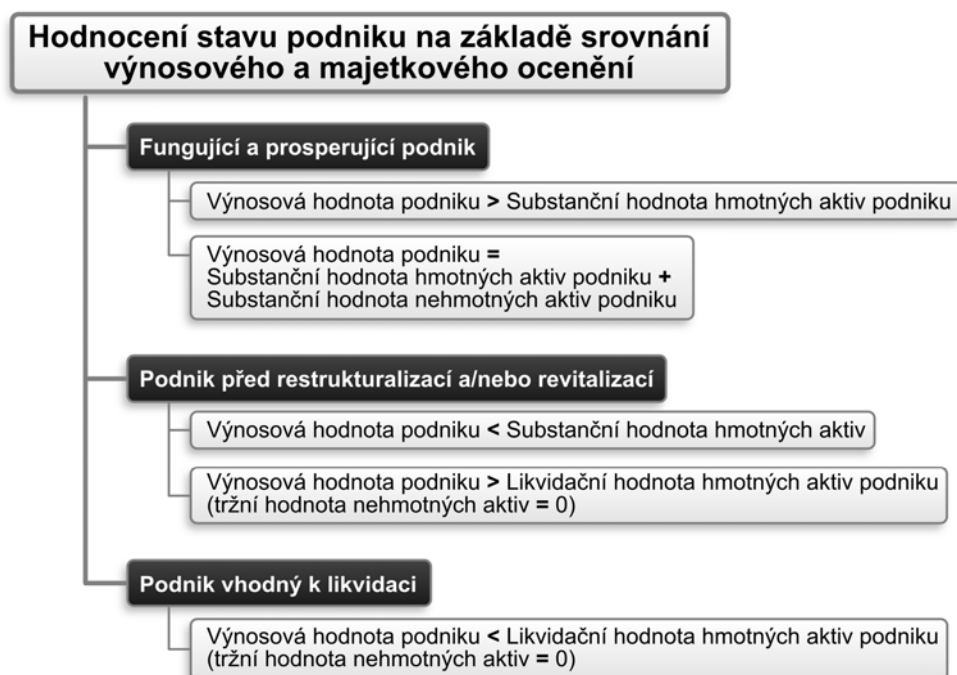 Hodnocení stavu podniku na základě srovnání
výnosového a majetkového ocenění
Fungující a prosperující podnik
Výnosová hodnota podniku > Substanční hodnota hmotných aktiv podniku
Výnosová hodnota podniku =
Substanční hodnota hmotných aktiv podniku +
Substanční hodnota nehmotných aktiv podniku
Podnik před restrukturalizací a/nebo revitalizací
Výnosová hodnota podniku < Substanční hodnota hmotných aktiv
Výnosová hodnota podniku > Likvidační hodnota hmotných aktiv podniku
(tržní hodnota nehmotných aktiv = 0)
Podnik vhodný k likvidaci
Výnosová hodnota podniku < Likvidační hodnota hmotných aktiv podniku
(tržní hodnota nehmotných aktiv = 0)